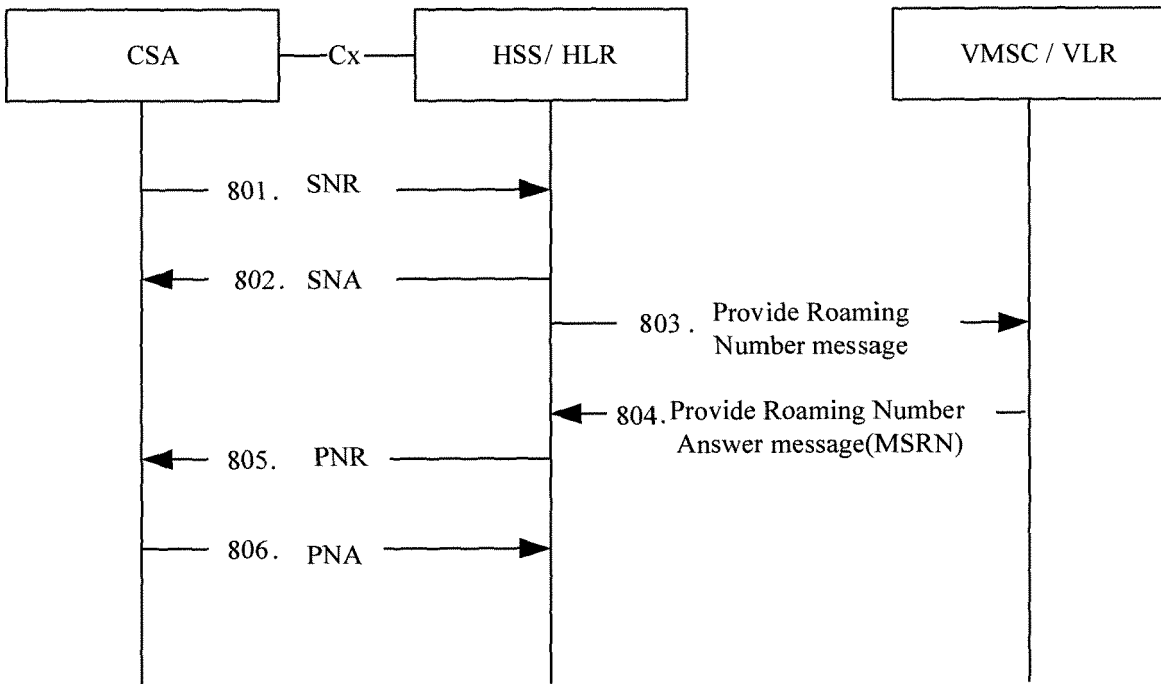 CSA
Cx
HSS/ HLR
VMSC / VLR
801. SNR
802. SNA
803. Provide Roaming
Number message
804. Provide Roaming Number
Answer message(MSRN)
805. PNR
806. PNA